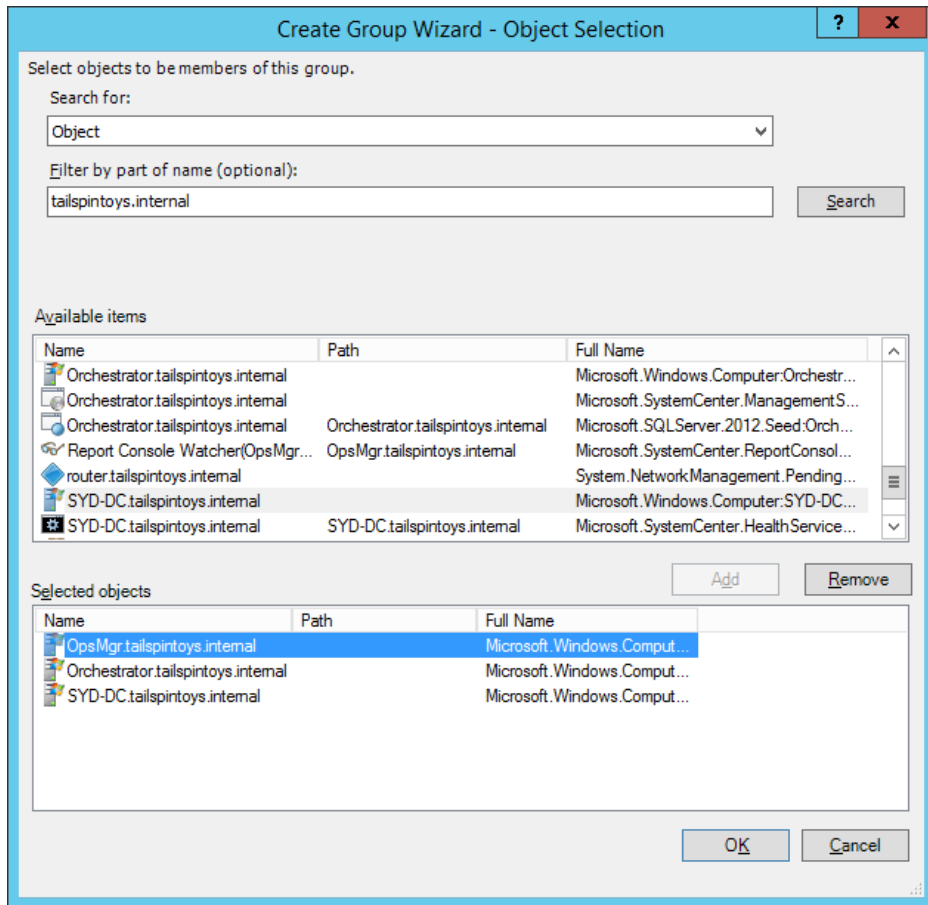 Create Group Wizard - Object Selection ? x
Select objects to be members of this group.
Search for:
Object
Filter by part of name (optional):
tailspintoys.internal Search
Available items
Name Path Full Name
Orchestrator.tailspintoys.internal Microsoft.Windows.Computer:Orchestr...
Orchestrator.tailspintoys.internal Microsoft.SystemCenter.ManagementS...
Orchestrator.tailspintoys.internal Orchestrator.tailspintoys.internal Microsoft.SQLServer.2012.Seed:Orch...
Report Console Watcher(OpsMgr... OpsMgr.tailspintoys.internal Microsoft.SystemCenter.ReportConsol...
router.tailspintoys.internal System.NetworkManagement.Pending...
SYD-DC.tailspintoys.internal Microsoft.Windows.Computer:SYD-DC...
SYD-DC.tailspintoys.internal SYD-DC.tailspintoys.internal Microsoft.SystemCenter.HealthService...
Add Remove
Selected objects
Name Path Full Name
OpsMgr.tailspintoys.internal Microsoft.Windows.Comput...
Orchestrator.tailspintoys.internal Microsoft.Windows.Comput...
SYD-DC.tailspintoys.internal Microsoft.Windows.Comput...
OK Cancel